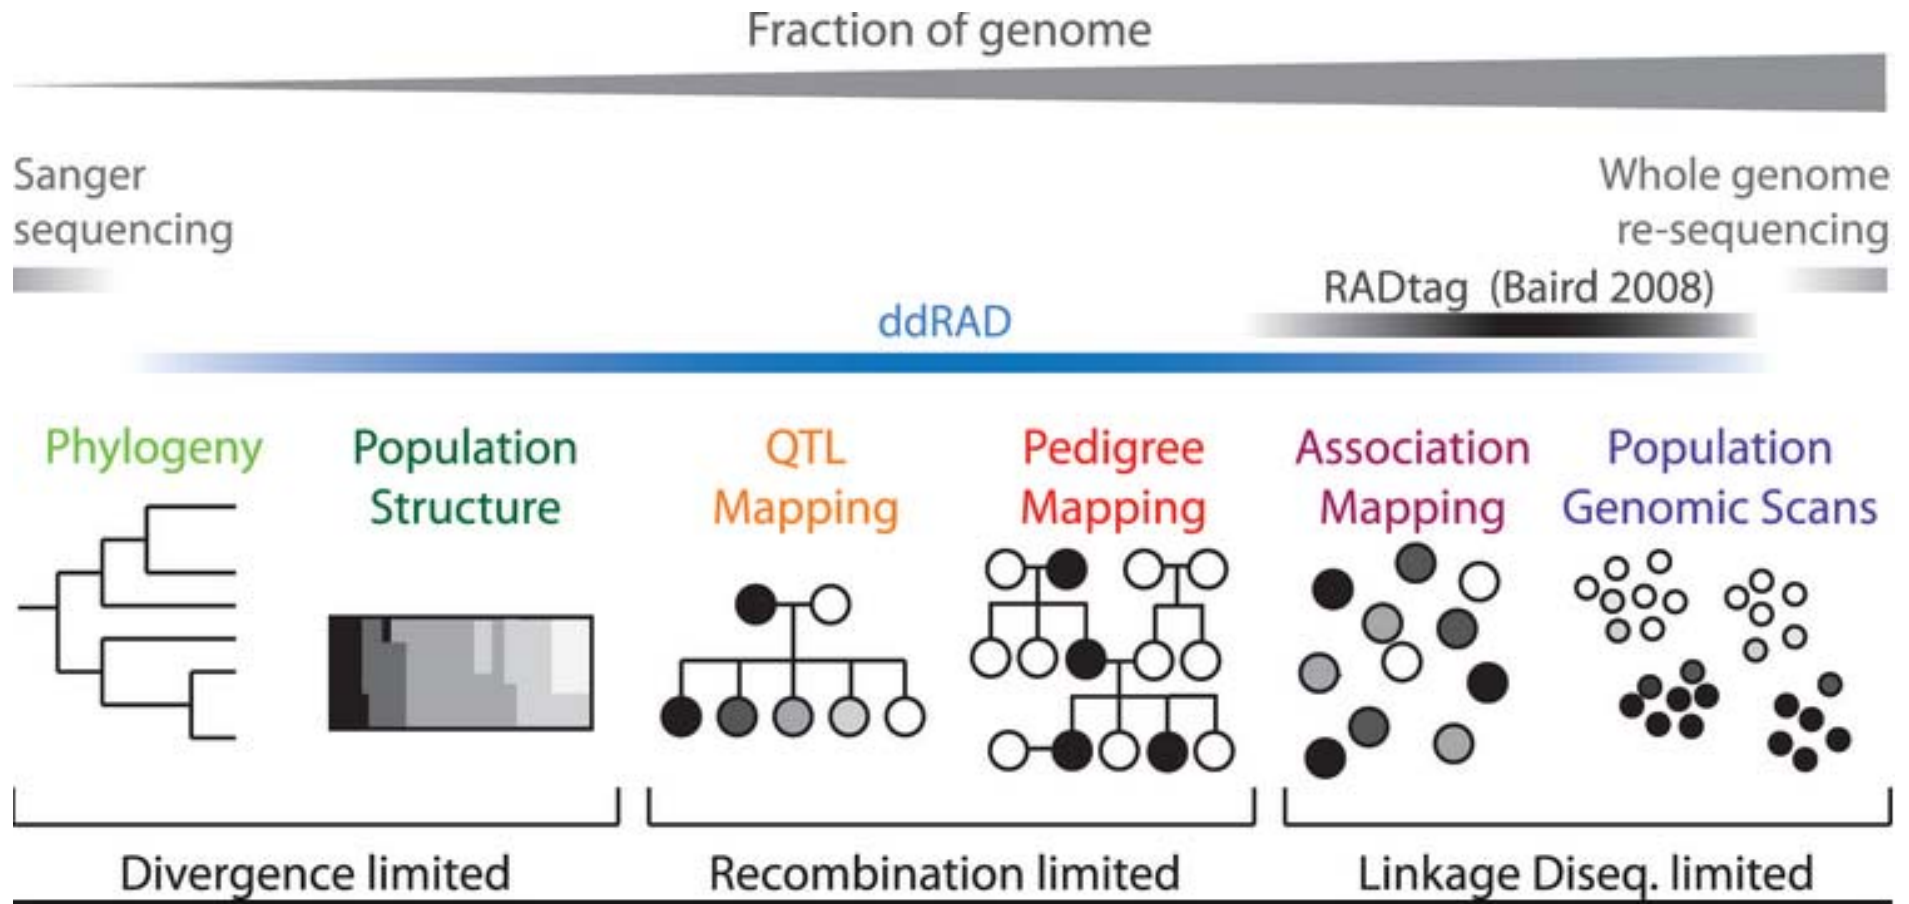 Fraction of genome
Sanger
sequencing
Whole genome
re-sequencing
RADtag (Baird 2008)
ddRAD
Phylogeny
Population
Structure
QTL
Mapping
Pedigree
Mapping
Association
Mapping
Population
Genomic Scans
Divergence limited
Recombination limited
Linkage Diseq. limited